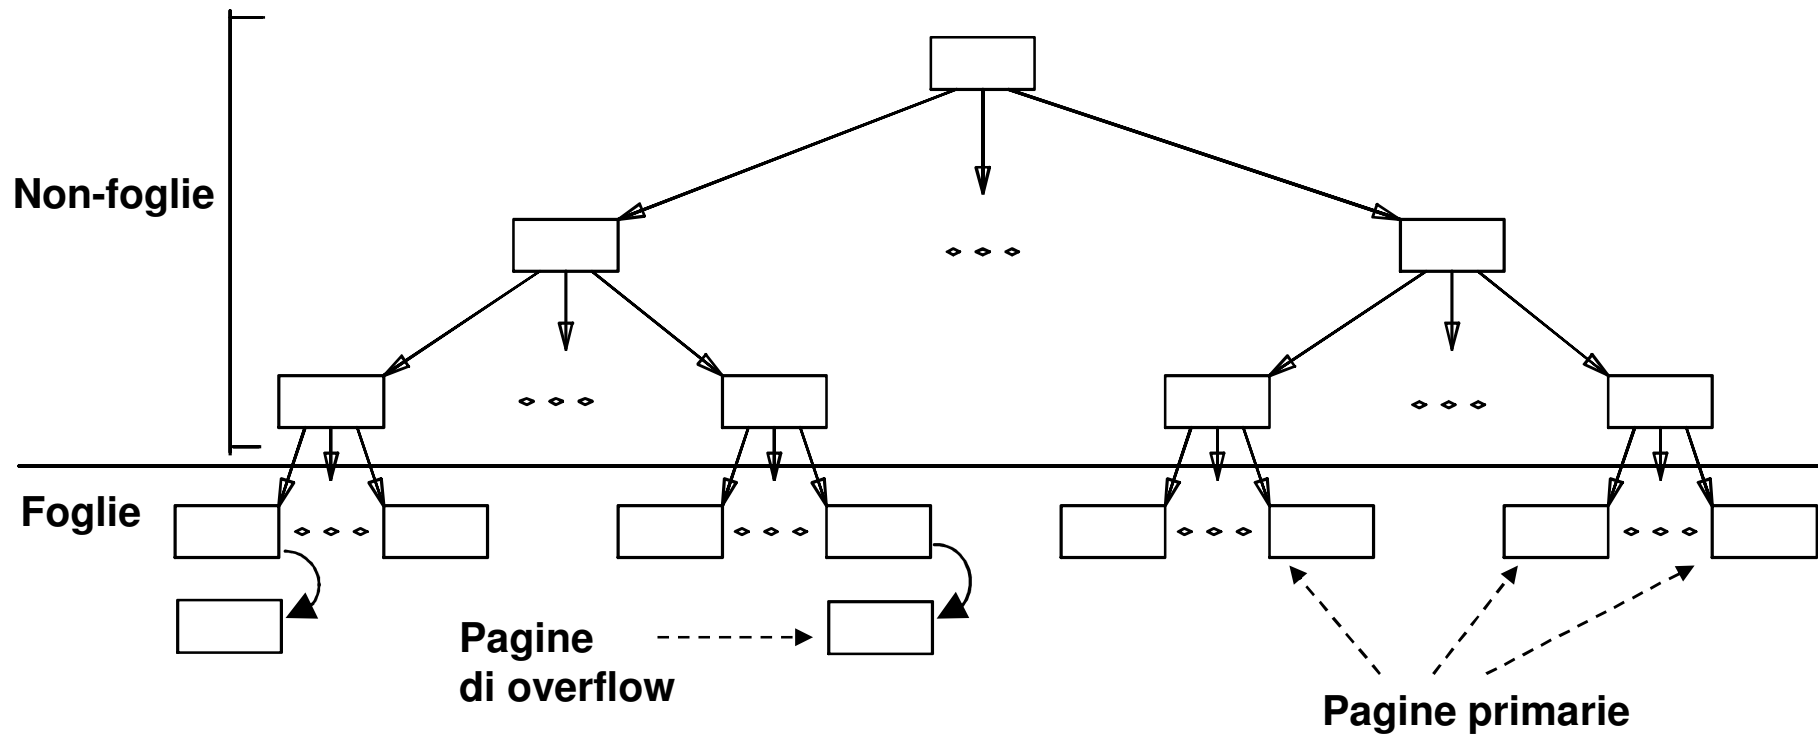 Non-foglie
Foglie
Pagine
di overflow
Pagine primarie